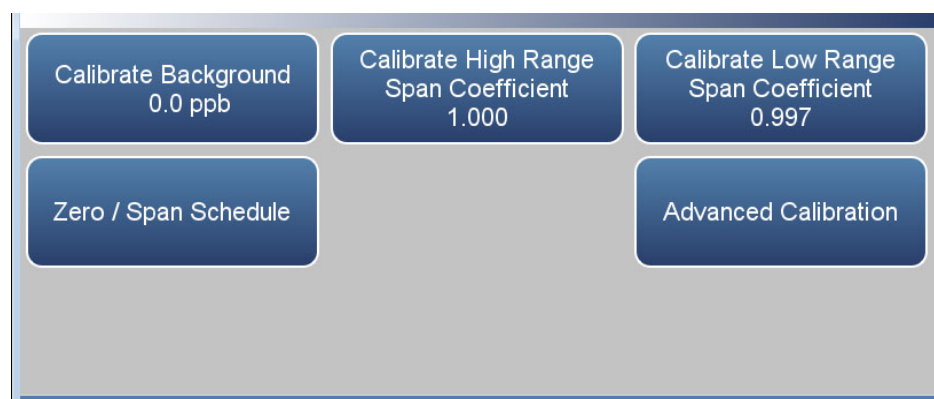 Calibrate Background
0.0 ppb
Calibrate High Range
Span Coefficient
1.000
Calibrate Low Range
Span Coefficient
0.997
Zero / Span Schedule
Advanced Calibration